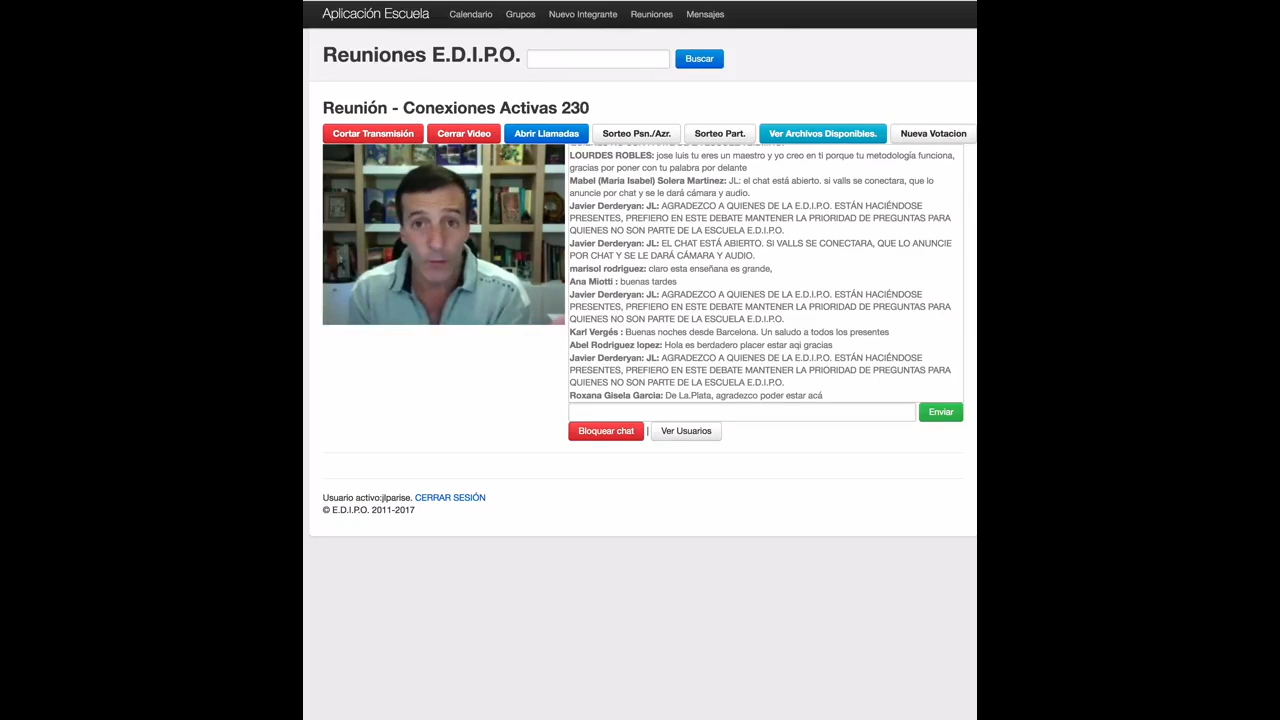 Aplicación Escuela Calendario Grupos Nuevo Integrante Reuniones Mensajes
Reuniones E.D.I.P.O. Buscar
Reunión - Conexiones Activas 230
Cortar Transmisión Cerrar Video Abrir Llamadas Sorteo Psn./Azr. Sorteo Part. Ver Archivos Disponibles. Nueva Votacion
LOURDES ROBLES: jose luis tu eres un maestro y yo creo en ti porque tu metodología funciona,
gracias por poner con tu palabra por delante
Mabel (Maria Isabel) Solera Martinez: JL: el chat está abierto. si valls se conectara, que lo
anuncie por chat y se le dará cámara y audio.
Javier Derderyan: JL: AGRADEZCO A QUIENES DE LA E.D.I.P.O. ESTÁN HACIÉNDOSE
PRESENTES, PREFIERO EN ESTE DEBATE MANTENER LA PRIORIDAD DE PREGUNTAS PARA
QUIENES NO SON PARTE DE LA ESCUELA E.D.I.P.O.
Javier Derderyan: JL: EL CHAT ESTÁ ABIERTO. SI VALLS SE CONECTARA, QUE LO ANUNCIE
POR CHAT Y SE LE DARÁ CÁMARA Y AUDIO.
marisol rodriguez: claro esta enseñana es grande,
Ana Miotti : buenas tardes
Javier Derderyan: JL: AGRADEZCO A QUIENES DE LA E.D.I.P.O. ESTÁN HACIÉNDOSE
PRESENTES, PREFIERO EN ESTE DEBATE MANTENER LA PRIORIDAD DE PREGUNTAS PARA
QUIENES NO SON PARTE DE LA ESCUELA E.D.I.P.O.
Karl Vergés : Buenas noches desde Barcelona. Un saludo a todos los presentes
Abel Rodriguez lopez: Hola es berdadero placer estar aqi gracias
Javier Derderyan: JL: AGRADEZCO A QUIENES DE LA E.D.I.P.O. ESTÁN HACIÉNDOSE
PRESENTES, PREFIERO EN ESTE DEBATE MANTENER LA PRIORIDAD DE PREGUNTAS PARA
QUIENES NO SON PARTE DE LA ESCUELA E.D.I.P.O.
Roxana Gisela Garcia: De La.Plata, agradezco poder estar acá
Enviar
Bloquear chat | Ver Usuarios
Usuario activo:jlparise. CERRAR SESIÓN
© E.D.I.P.O. 2011-2017